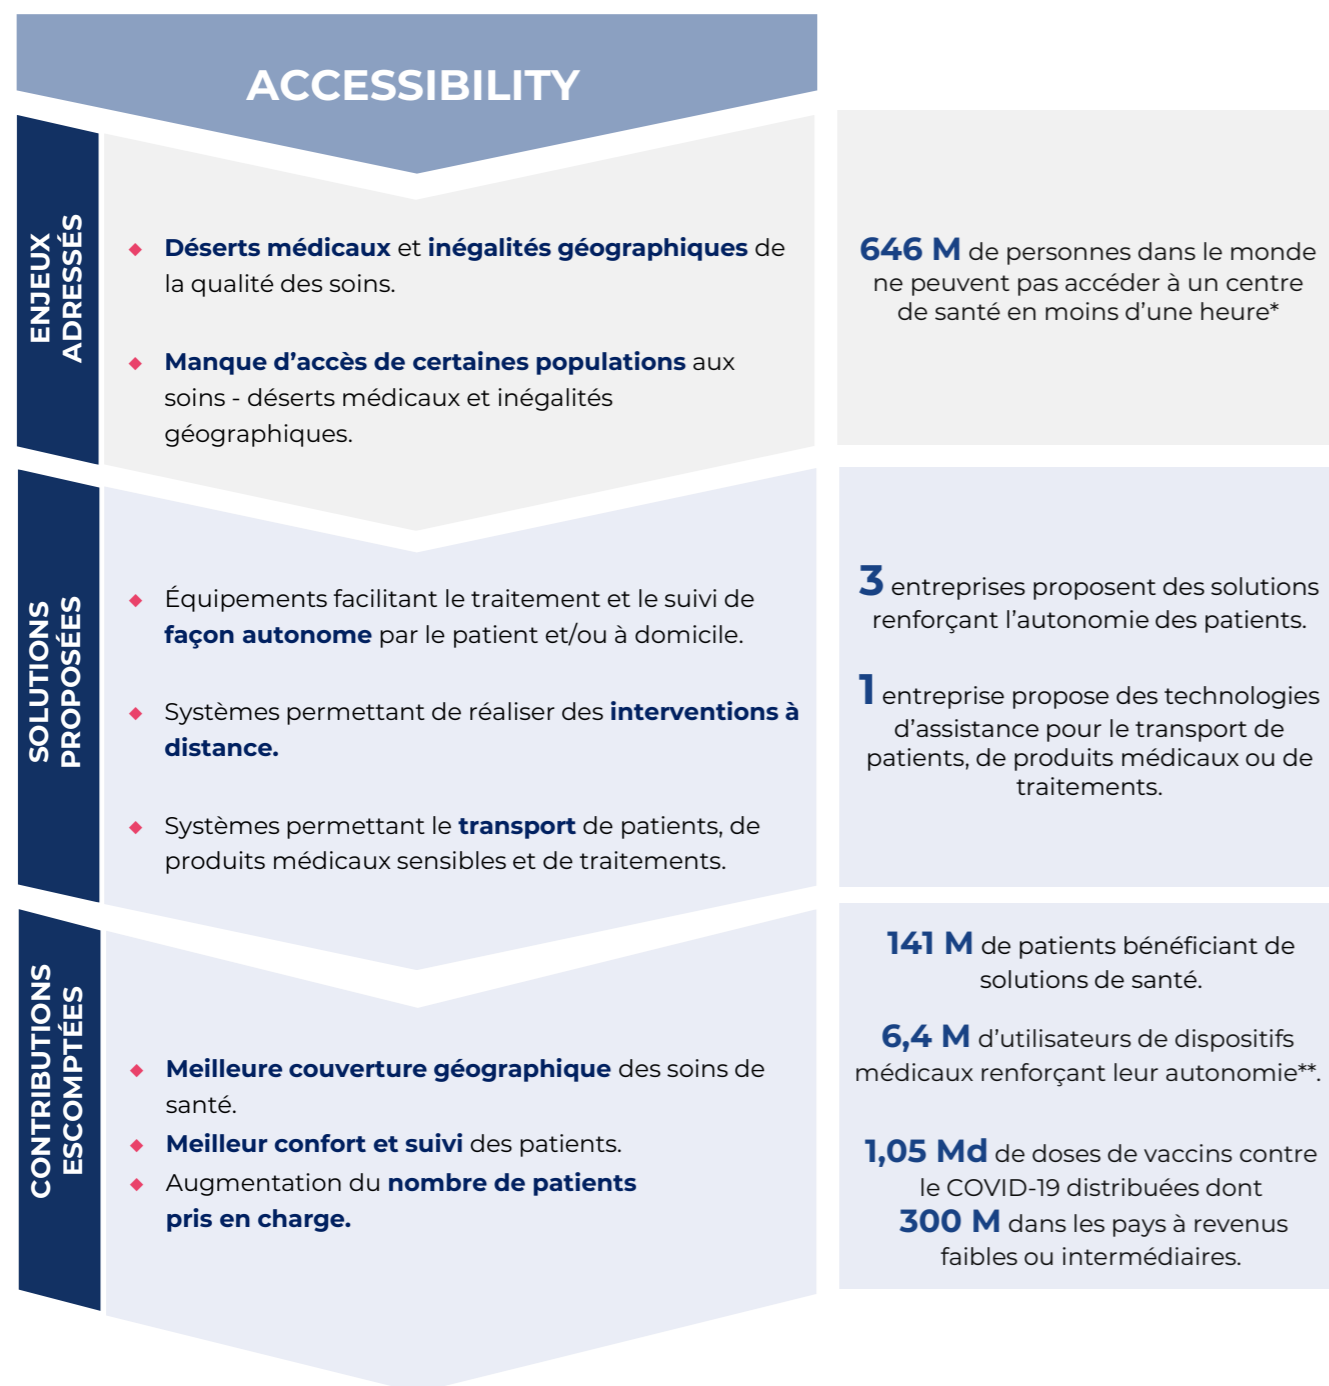 ACCESSIBILITY
ENJEUX
ADRESSÉS
Déserts médicaux et inégalités géographiques de
la qualité des soins.
Manque d’accès de certaines populations aux
soins - déserts médicaux et inégalités
géographiques.
646 M de personnes dans le monde
ne peuvent pas accéder à un centre
de santé en moins d’une heure*
SOLUTIONS
PROPOSÉES
Équipements facilitant le traitement et le suivi de
façon autonome par le patient et/ou à domicile.
Systèmes permettant de réaliser des interventions à
distance.
Systèmes permettant le transport de patients, de
produits médicaux sensibles et de traitements.
3 entreprises proposent des solutions
renforçant l’autonomie des patients.
1 entreprise propose des technologies
d’assistance pour le transport de
patients, de produits médicaux ou de
traitements.
CONTRIBUTIONS
ESCOMPTÉES
Meilleure couverture géographique des soins de
santé.
Meilleur confort et suivi des patients.
Augmentation du nombre de patients
pris en charge.
141 M de patients bénéficiant de
solutions de santé.
6,4 M d’utilisateurs de dispositifs
médicaux renforçant leur autonomie**.
1,05 Md de doses de vaccins contre
le COVID-19 distribuées dont
300 M dans les pays à revenus
faibles ou intermédiaires.